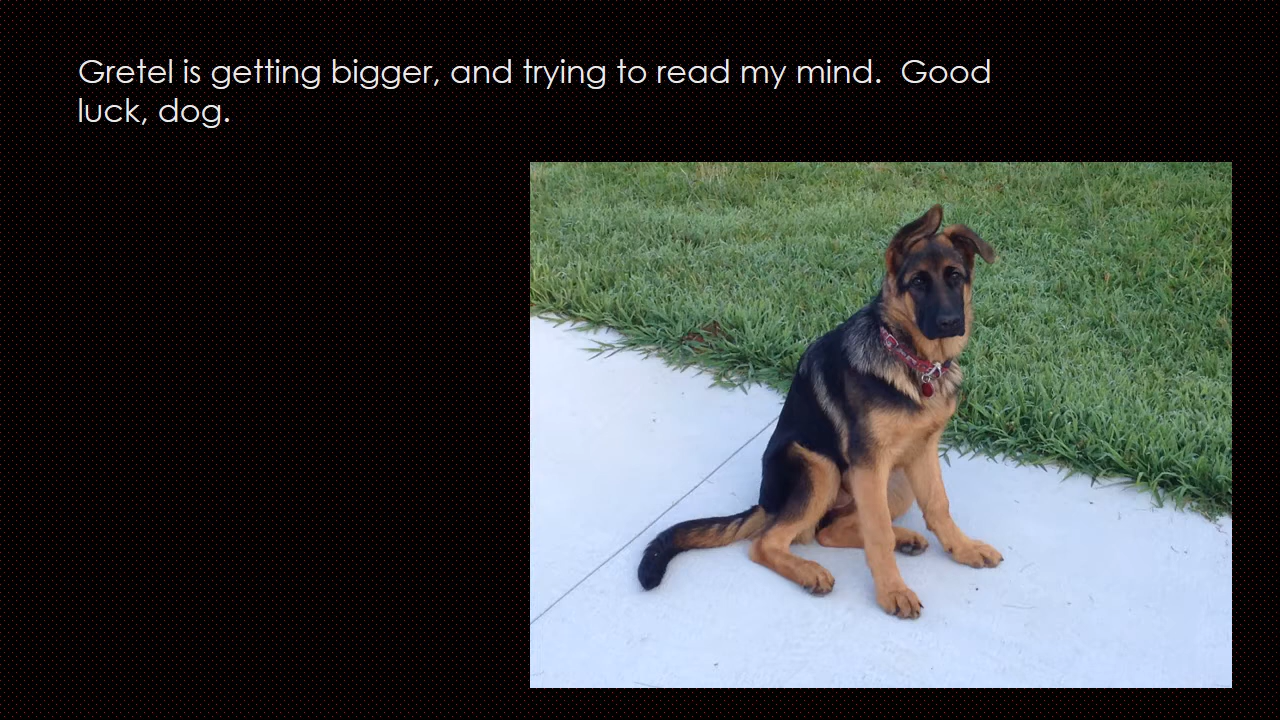 Gretel is getting bigger, and trying to read my mind.  Good
luck, dog.